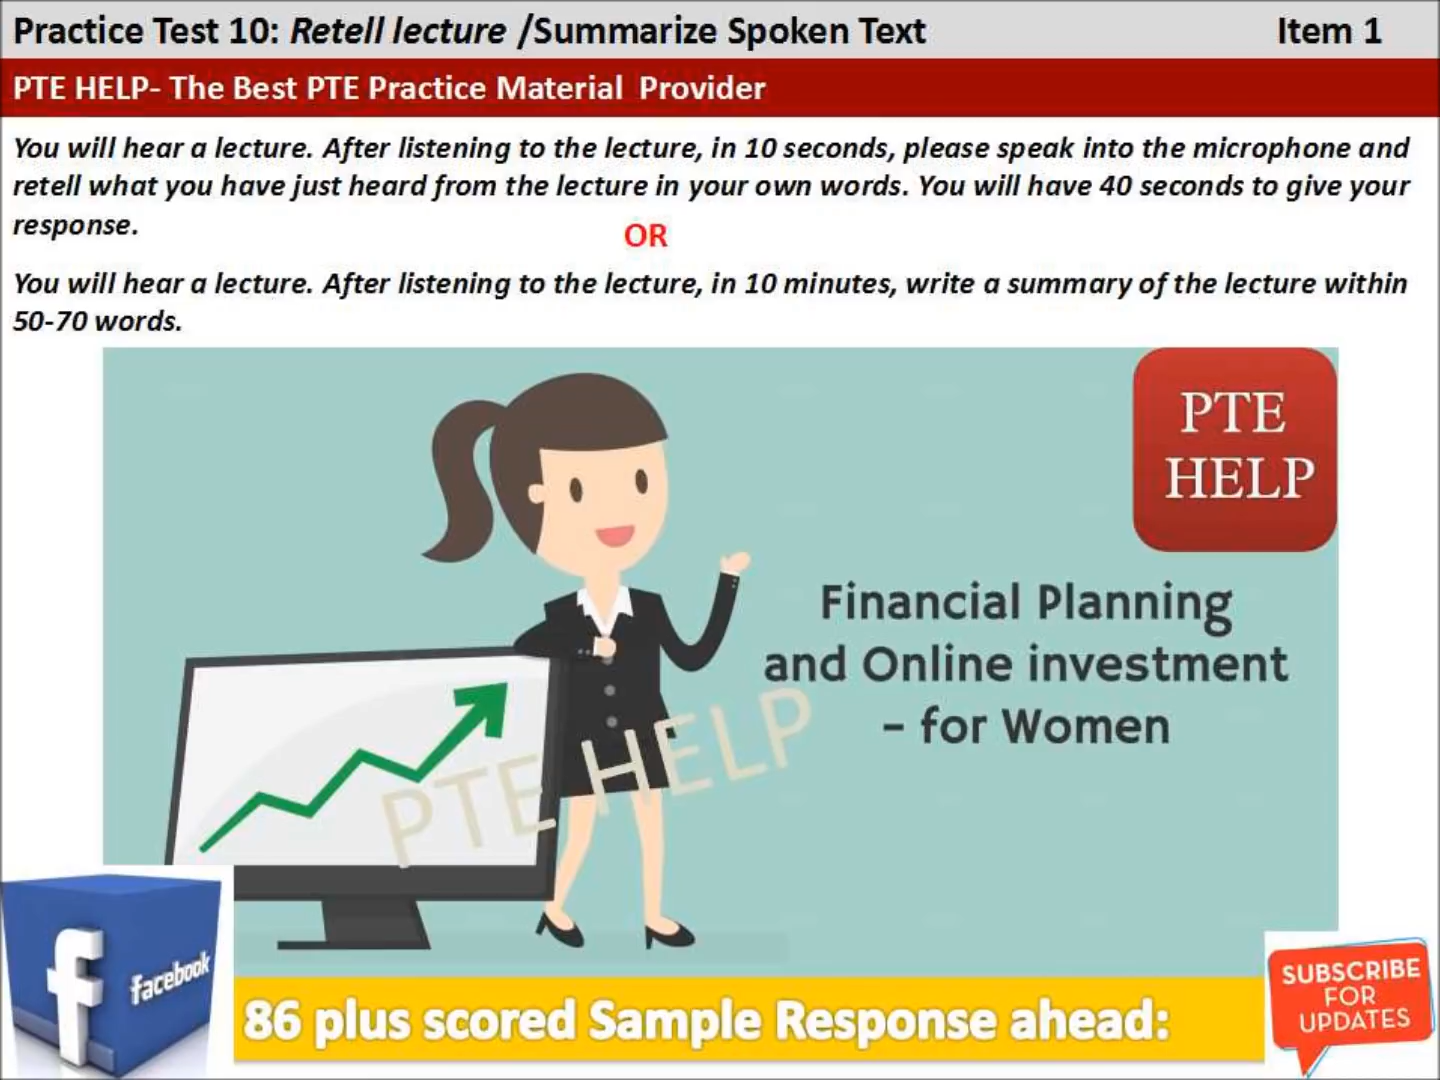 Practice Test 10: Retell lecture /Summarize Spoken Text Item 1
PTE HELP- The Best PTE Practice Material Provider
You will hear a lecture. After listening to the lecture, in 10 seconds, please speak into the microphone and
retell what you have just heard from the lecture in your own words. You will have 40 seconds to give your
response.
OR
You will hear a lecture. After listening to the lecture, in 10 minutes, write a summary of the lecture within
50-70 words.
PTE
HELP
Financial Planning
and Online investment
- for Women
PTE HELP
f
facebook
86 plus scored Sample Response ahead:
SUBSCRIBE
FOR
UPDATES